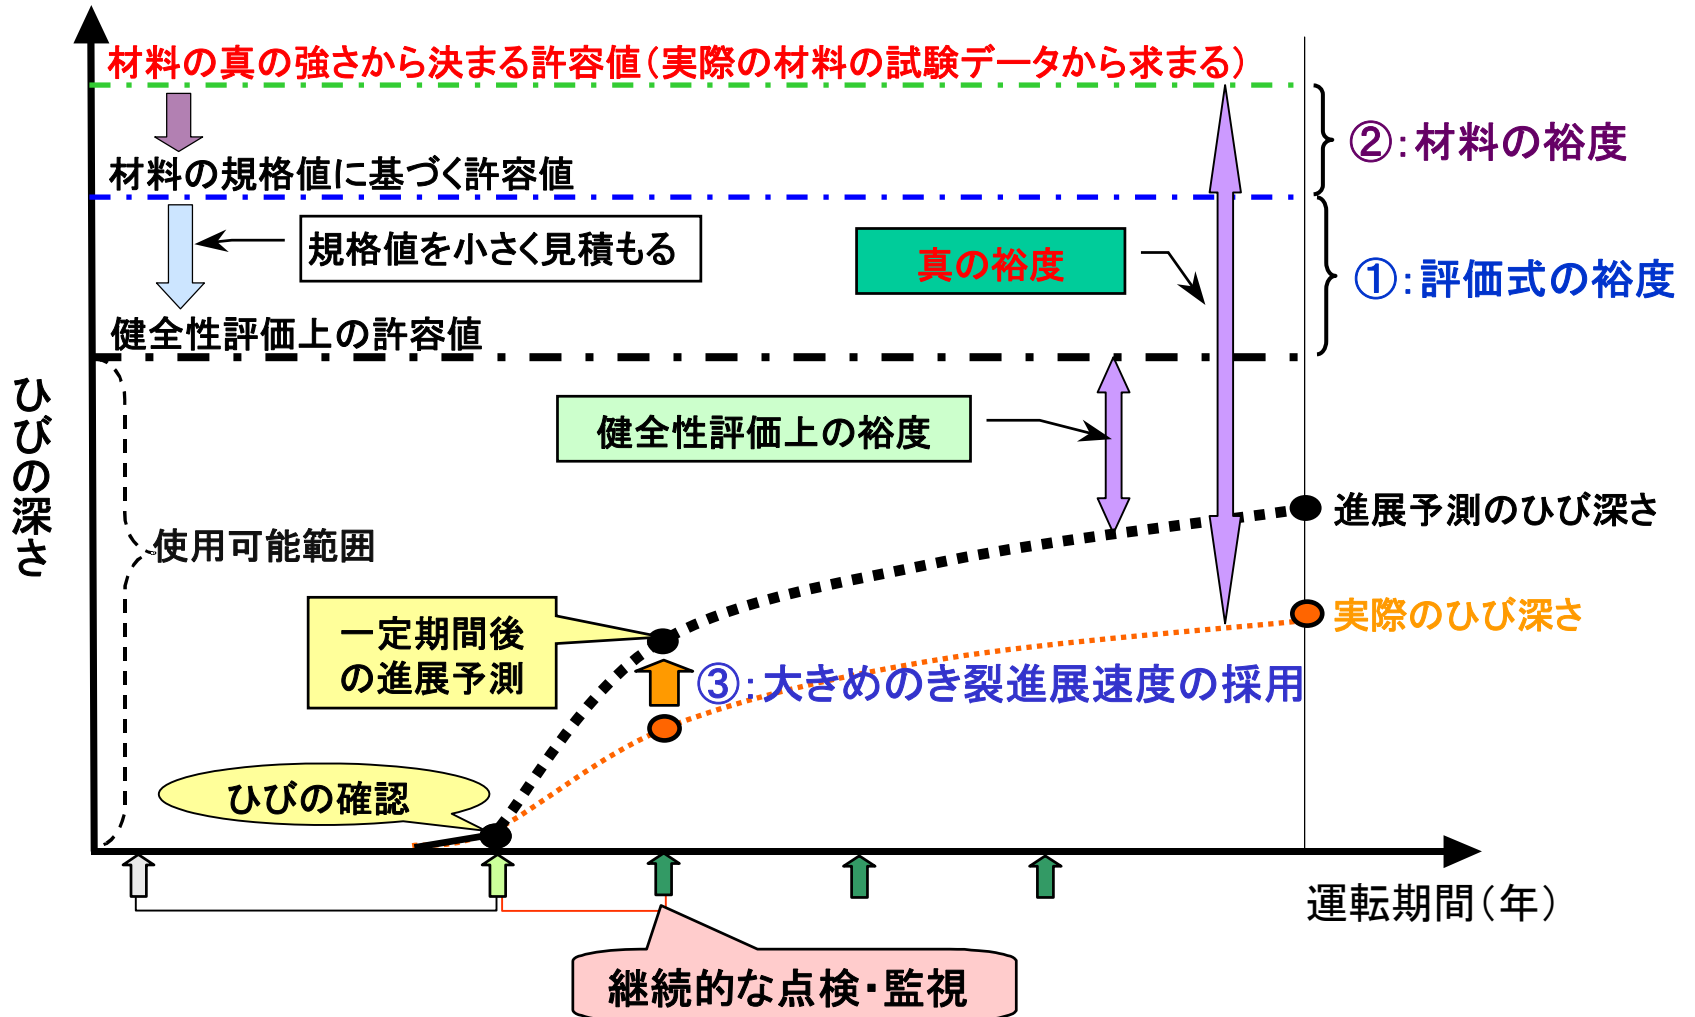 材料の真の強さから決まる許容値（実際の材料の試験データから求まる）
②：材料の裕度
材料の規格値に基づく許容値
規格値を小さく見積もる
真の裕度
①：評価式の裕度
健全性評価上の許容値
ひびの深さ
健全性評価上の裕度
進展予測のひび深さ
使用可能範囲
実際のひび深さ
一定期間後
の進展予測
③：大きめのき裂進展速度の採用
ひびの確認
運転期間（年）
継続的な点検・監視